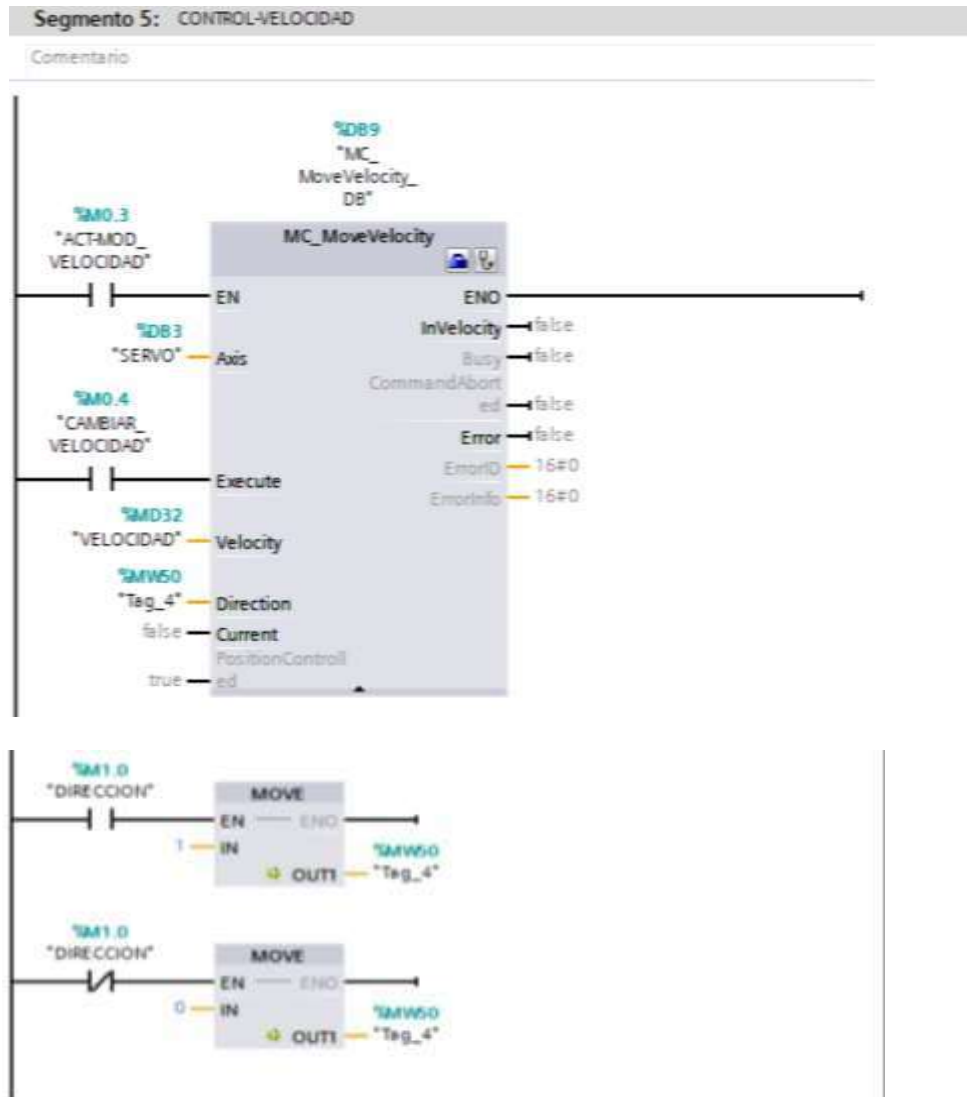 Segmento 5: CONTROL-VELOCIDAD
Comentario
%DB9
"MC_
MoveVelocity_
DB"
%M0.3
"ACT-MOD_
VELOCIDAD"
MC_MoveVelocity
EN
ENO
%DB3
"SERVO"
Axis
InVelocity
false
Busy
false
CommandAbort
ed
false
%M0.4
"CAMBIAR_
VELOCIDAD"
Execute
Error
false
ErrorID
16#0
ErrorInfo
16#0
%MD32
"VELOCIDAD"
Velocity
%MW50
"Tag_4"
Direction
false
Current
PositionControll
true
ed
%M1.0
"DIRECCION"
MOVE
EN
ENO
1
IN
OUT1
%MW50
"Tag_4"
%M1.0
"DIRECCION"
MOVE
EN
ENO
0
IN
OUT1
%MW50
"Tag_4"